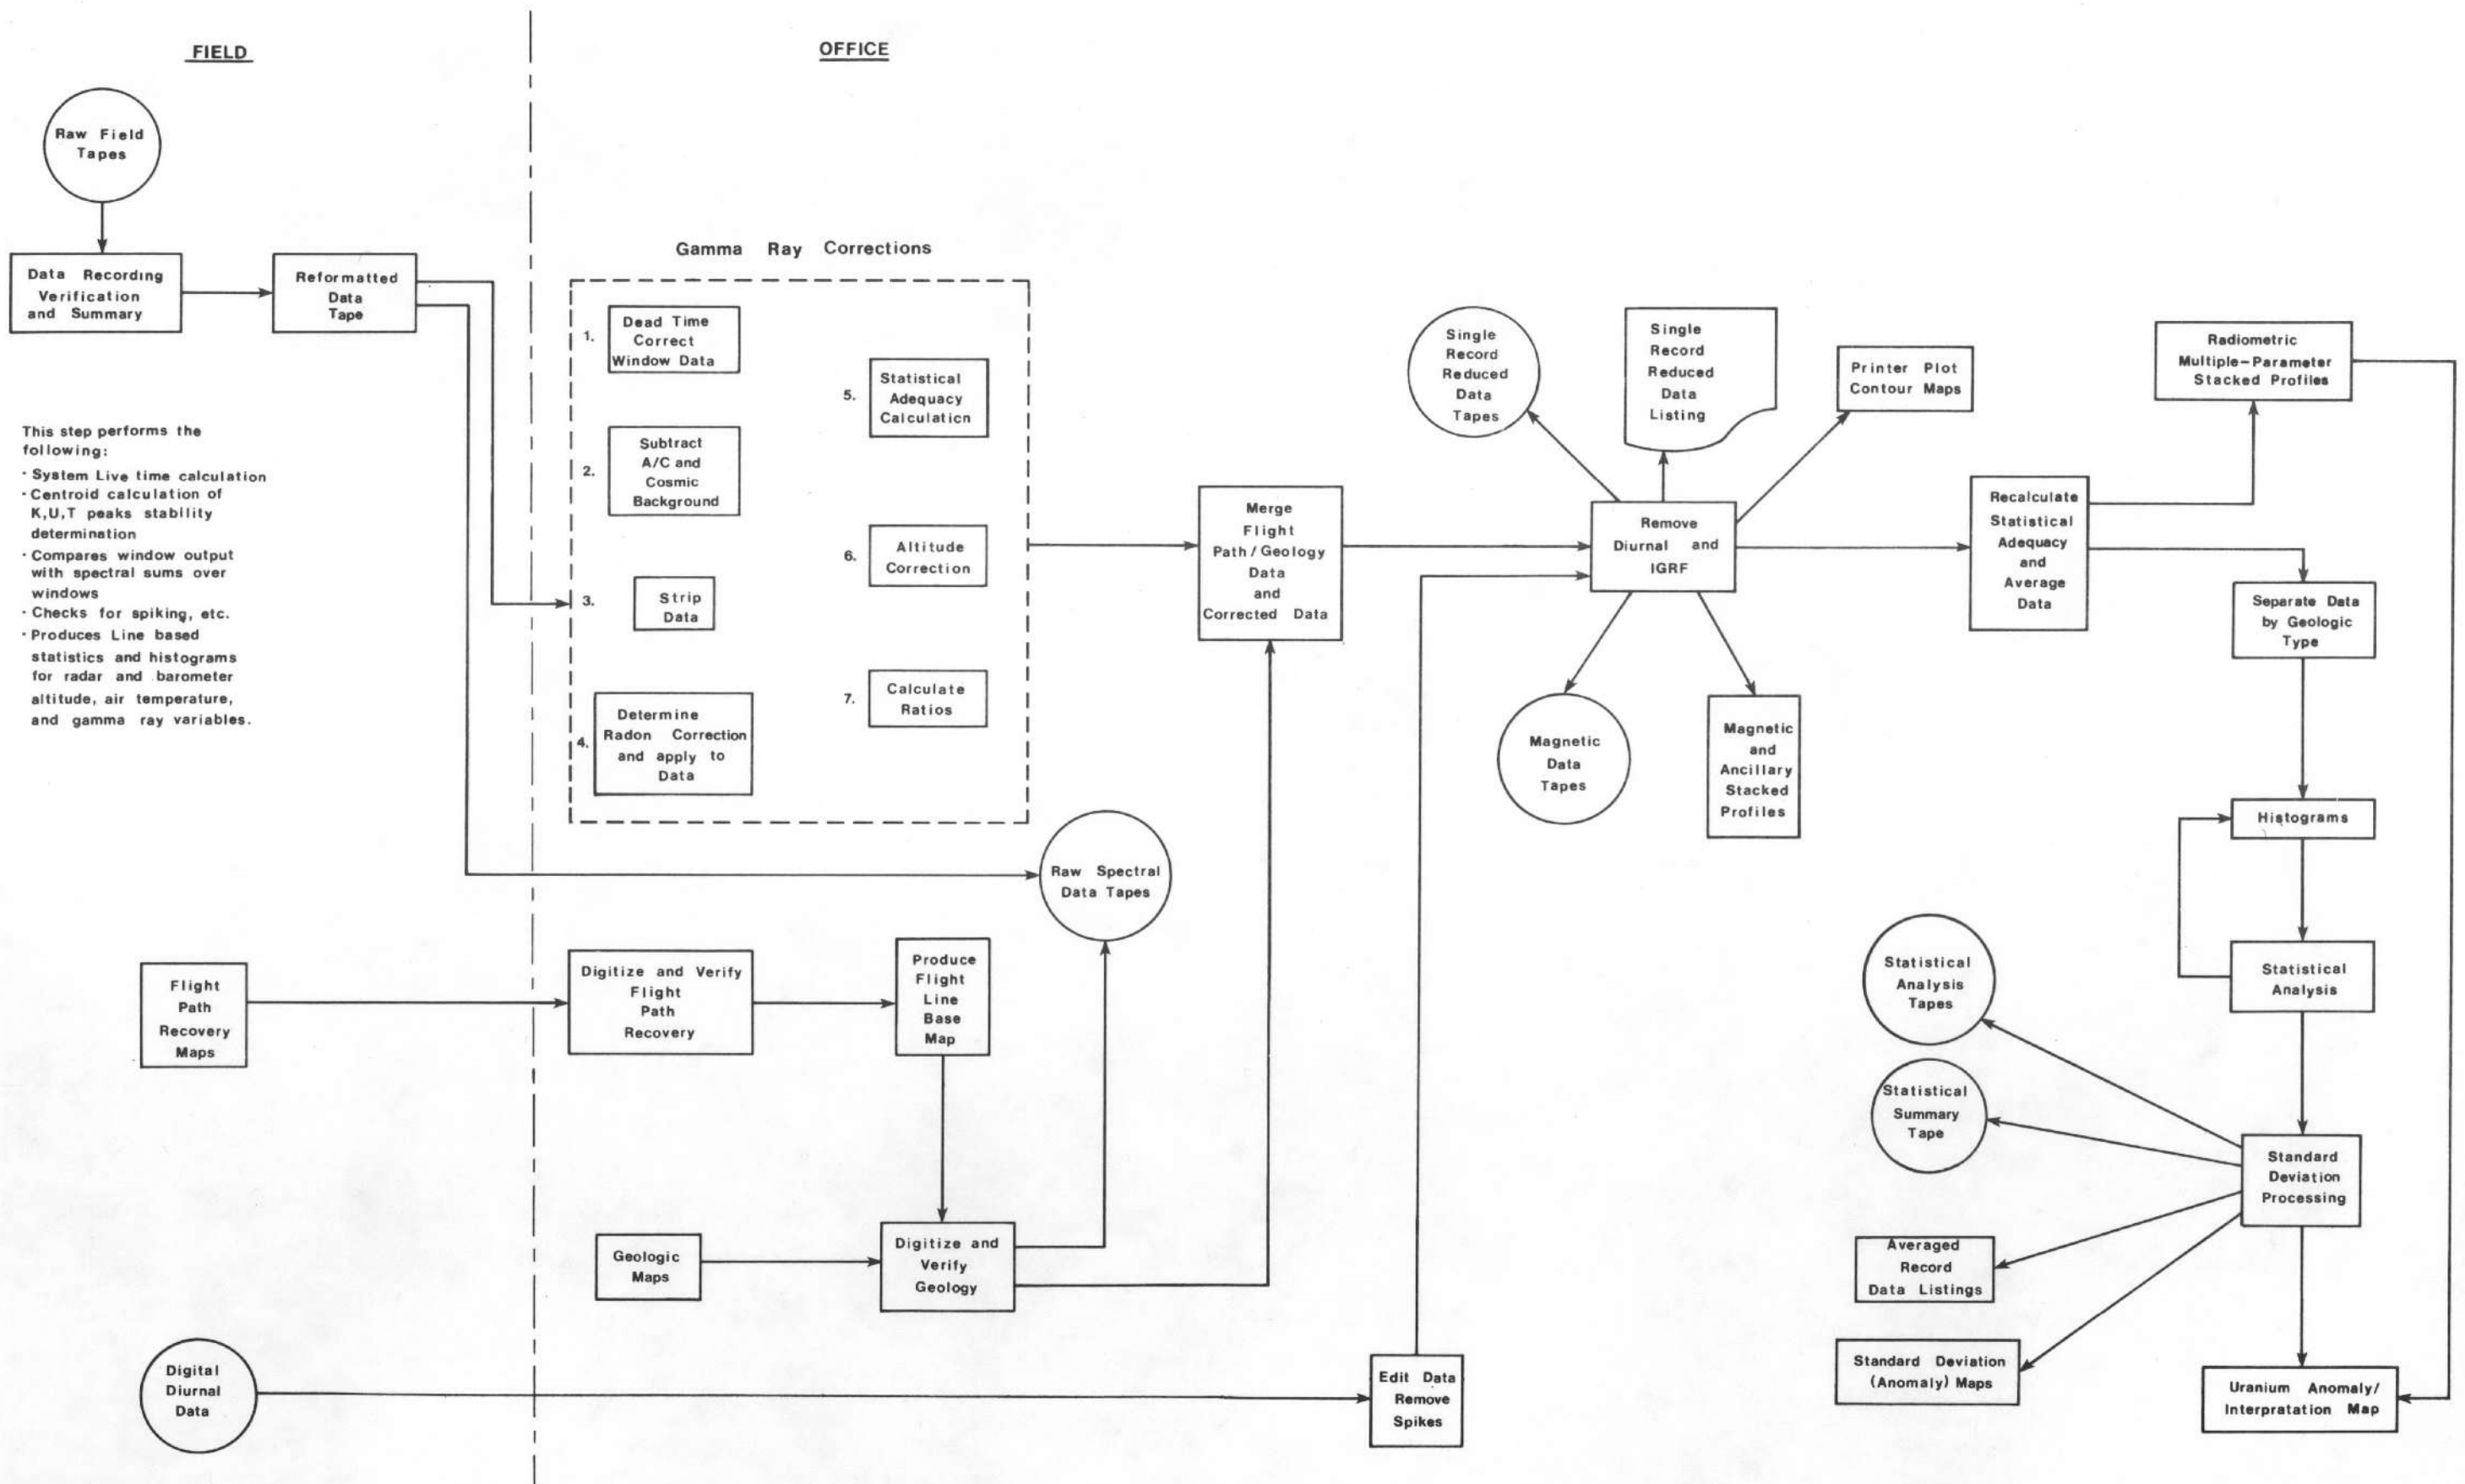 FIELD
OFFICE
Raw Field
Tapes
Data Recording
Verification
and Summary
Reformatted
Data
Tape
This step performs the
following:
· System Live time calculation
· Centroid calculation of
K,U,T peaks stability
determination
· Compares window output
with spectral sums over
windows
· Checks for spiking, etc.
· Produces Line based
statistics and histograms
for radar and barometer
altitude, air temperature,
and gamma ray variables.
Gamma Ray Corrections
1.
Dead Time
Correct
Window Data
2.
Subtract
A/C and
Cosmic
Background
3.
Strip
Data
4.
Determine
Radon Correction
and apply to
Data
5.
Statistical
Adequacy
Calculation
6.
Altitude
Correction
7.
Calculate
Ratios
Raw Spectral
Data Tapes
Flight
Path
Recovery
Maps
Digitize and Verify
Flight
Path
Recovery
Produce
Flight
Line
Base
Map
Geologic
Maps
Digitize and
Verify
Geology
Digital
Diurnal
Data
Edit Data
Remove
Spikes
Merge
Flight
Path/Geology
Data
and
Corrected Data
Single
Record
Reduced
Data
Tapes
Single
Record
Reduced
Data
Listing
Printer Plot
Contour Maps
Remove
Diurnal and
IGRF
Magnetic
Data
Tapes
Magnetic
and
Ancillary
Stacked
Profiles
Recalculate
Statistical
Adequacy
and
Average
Data
Radiometric
Multiple-Parameter
Stacked Profiles
Separate Data
by Geologic
Type
Histograms
Statistical
Analysis
Statistical
Analysis
Tapes
Statistical
Summary
Tape
Standard
Deviation
Processing
Averaged
Record
Data Listings
Standard Deviation
(Anomaly) Maps
Uranium Anomaly/
Interpratation Map